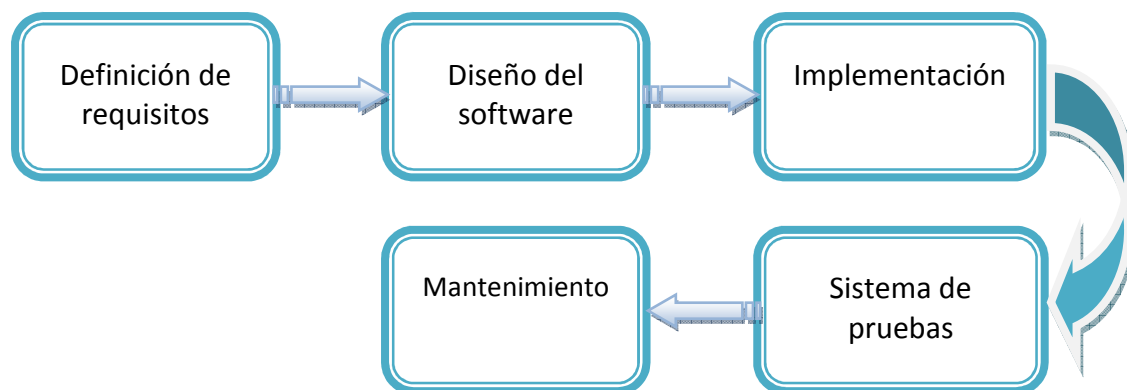 Definición de
requisitos
Diseño del
software
Implementación
Sistema de
pruebas
Mantenimiento